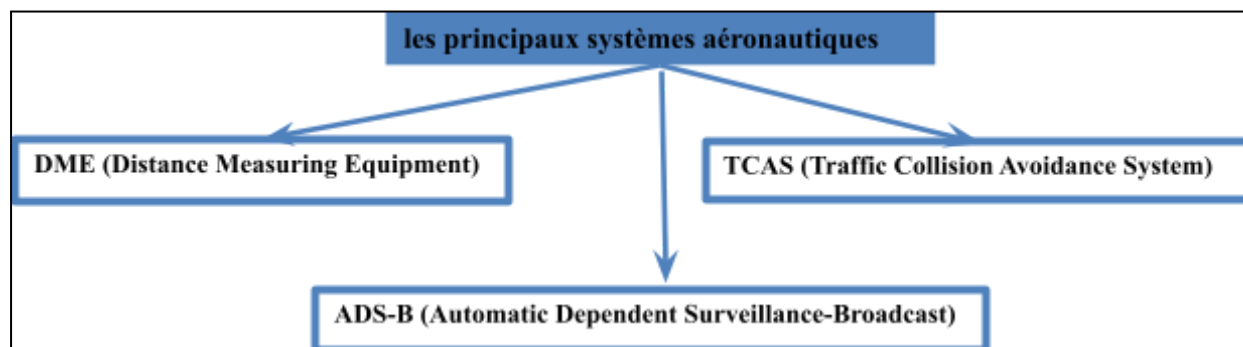 les principaux systèmes aéronautiques
DME (Distance Measuring Equipment)
TCAS (Traffic Collision Avoidance System)
ADS-B (Automatic Dependent Surveillance-Broadcast)